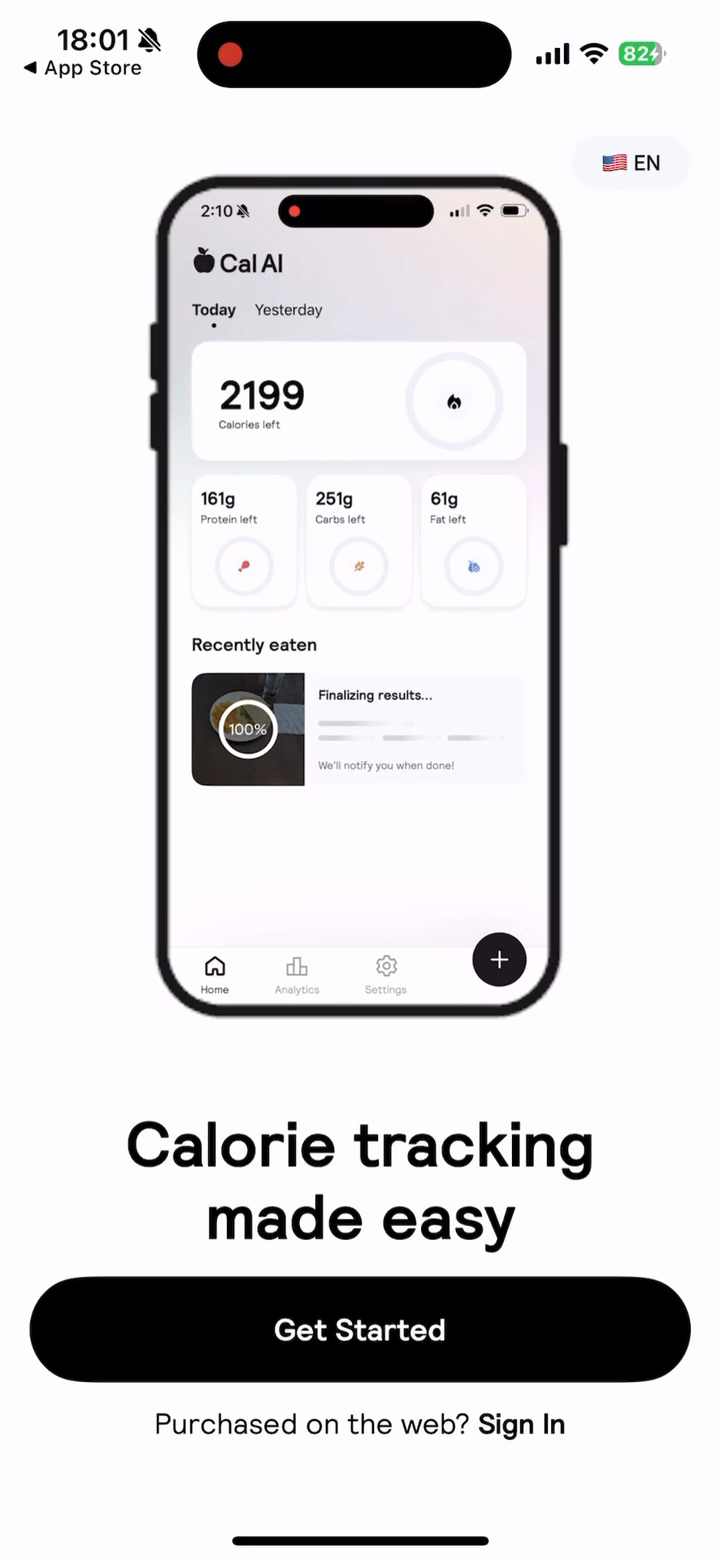 18:01
82
App Store
🇺🇸 EN
2:10
Cal AI
Today Yesterday
2199
Calories left
161g 251g 61g
Protein left Carbs left Fat left
Recently eaten
Finalizing results...
100%
We'll notify you when done!
Home Analytics Settings
Calorie tracking
made easy
Get Started
Purchased on the web? Sign In